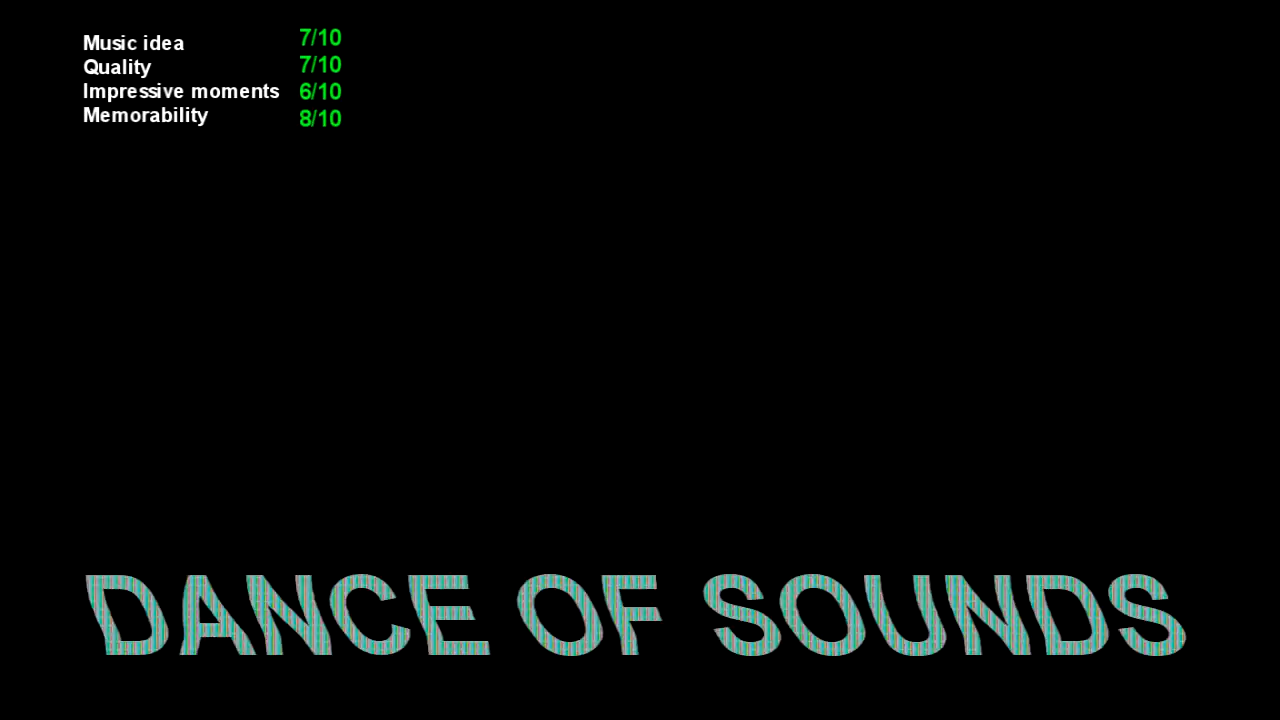 Music idea 7/10
Quality 7/10
Impressive moments 6/10
Memorability 8/10
DANCE OF SOUNDS